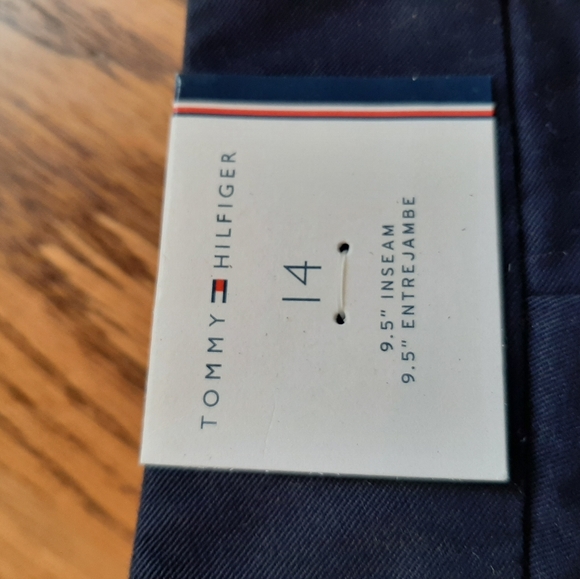 TOMMY HILFIGER
14
9.5" INSEAM
9.5" ENTREJAMBE